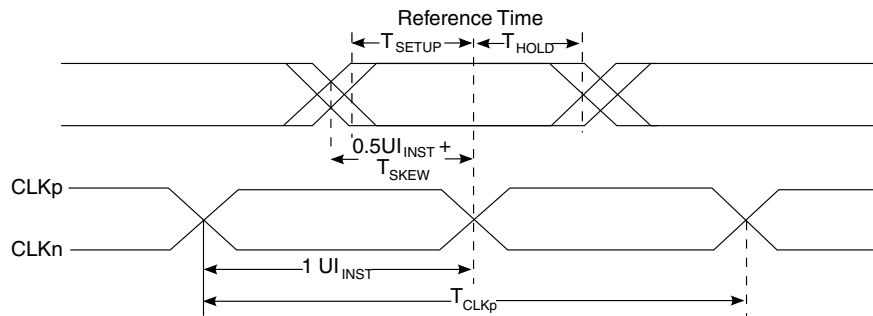 Reference Time
TSETUP THOLD
0.5UIINST +
TSKEW
CLKp
CLKn
1 UIINST
TCLKp